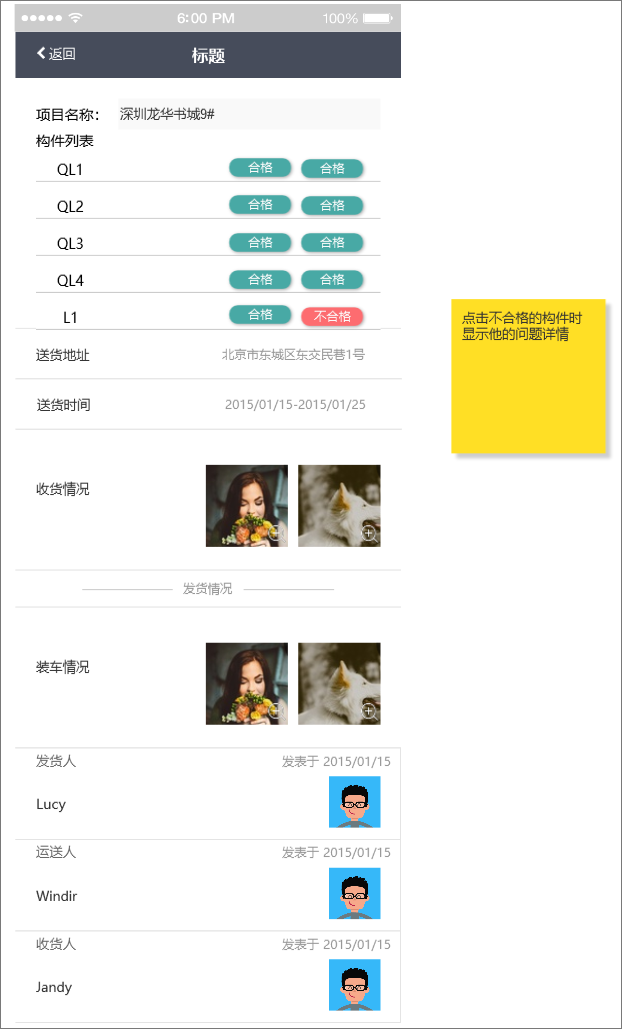 6:00 PM 100%
返回 标题
项目名称: 深圳龙华书城9#
构件列表
QL1 合格 合格
QL2 合格 合格
QL3 合格 合格
QL4 合格 合格
L1 合格 不合格
送货地址 北京市东城区东交民巷1号
送货时间 2015/01/15-2015/01/25
收货情况
发货情况
装车情况
发货人 发表于 2015/01/15
Lucy
运送人 发表于 2015/01/15
Windir
收货人 发表于 2015/01/15
Jandy
点击不合格的构件时
显示他的问题详情